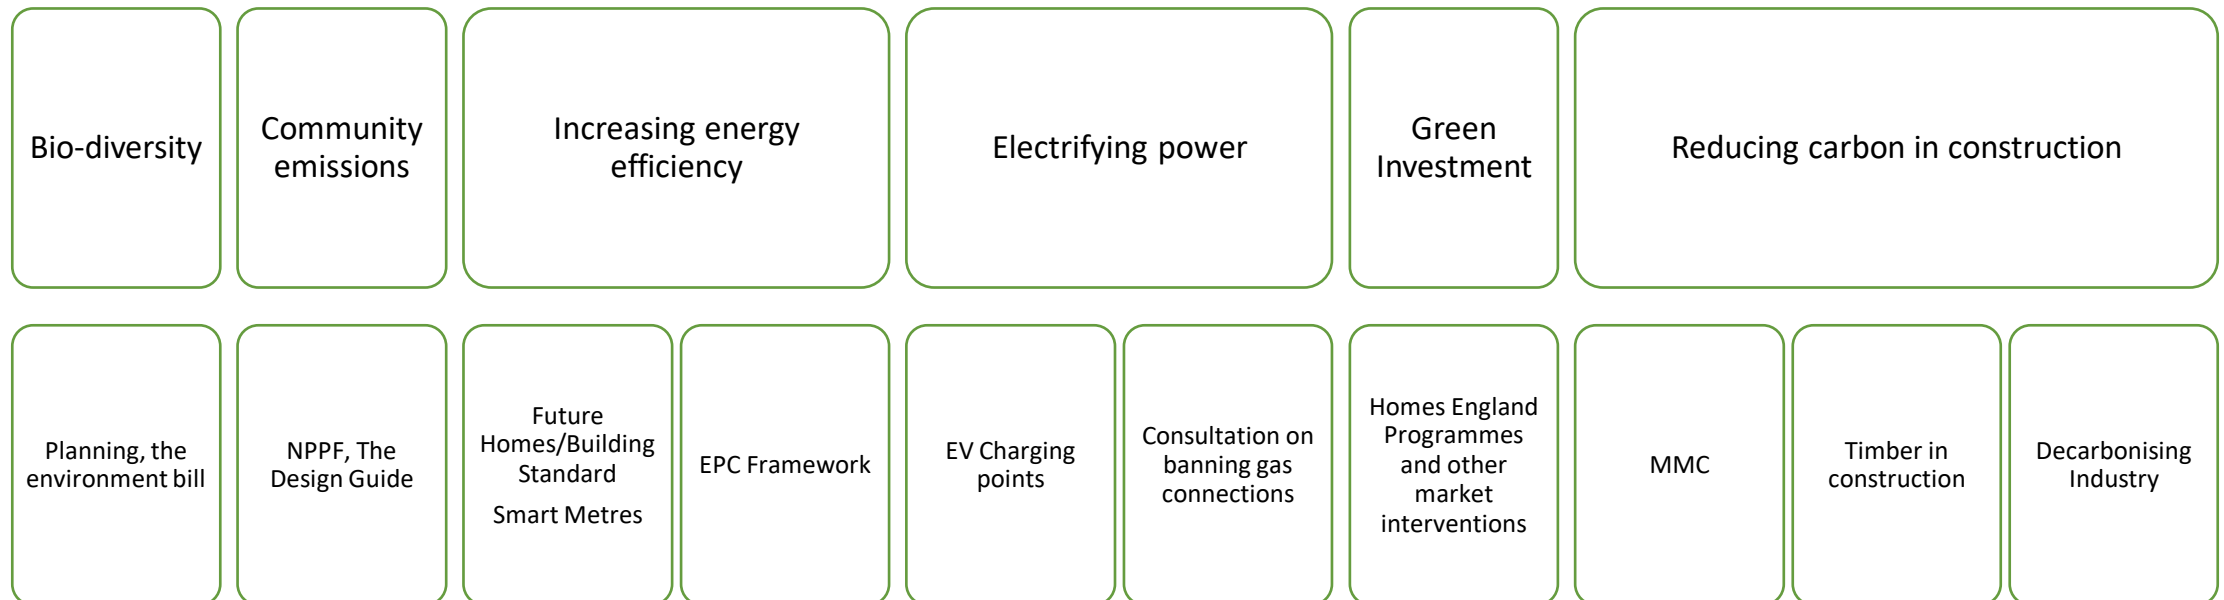 Bio-diversity
Community
emissions
Increasing energy
efficiency
Electrifying power
Green
Investment
Reducing carbon in construction
Planning, the
environment bill
NPPF, The
Design Guide
Future
Homes/Building
Standard
Smart Metres
EPC Framework
EV Charging
points
Consultation on
banning gas
connections
Homes England
Programmes
and other
market
interventions
MMC
Timber in
construction
Decarbonising
Industry